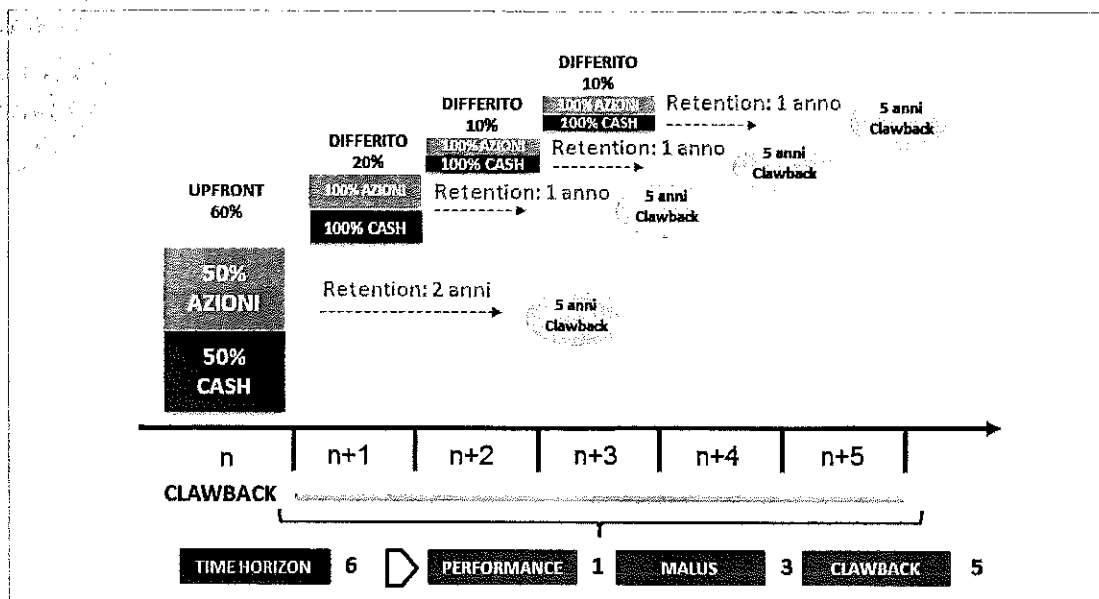 DIFFERITO
10%
100% AZIONI
100% CASH
Retention: 1 anno
5 anni
Clawback
DIFFERITO
10%
100% AZIONI
100% CASH
Retention: 1 anno
5 anni
Clawback
DIFFERITO
20%
100% AZIONI
100% CASH
Retention: 1 anno
5 anni
Clawback
UPFRONT
60%
50%
AZIONI
50%
CASH
Retention: 2 anni
5 anni
Clawback
n n+1 n+2 n+3 n+4 n+5
CLAWBACK
TIME HORIZON 6 PERFORMANCE 1 MALUS 3 CLAWBACK 5